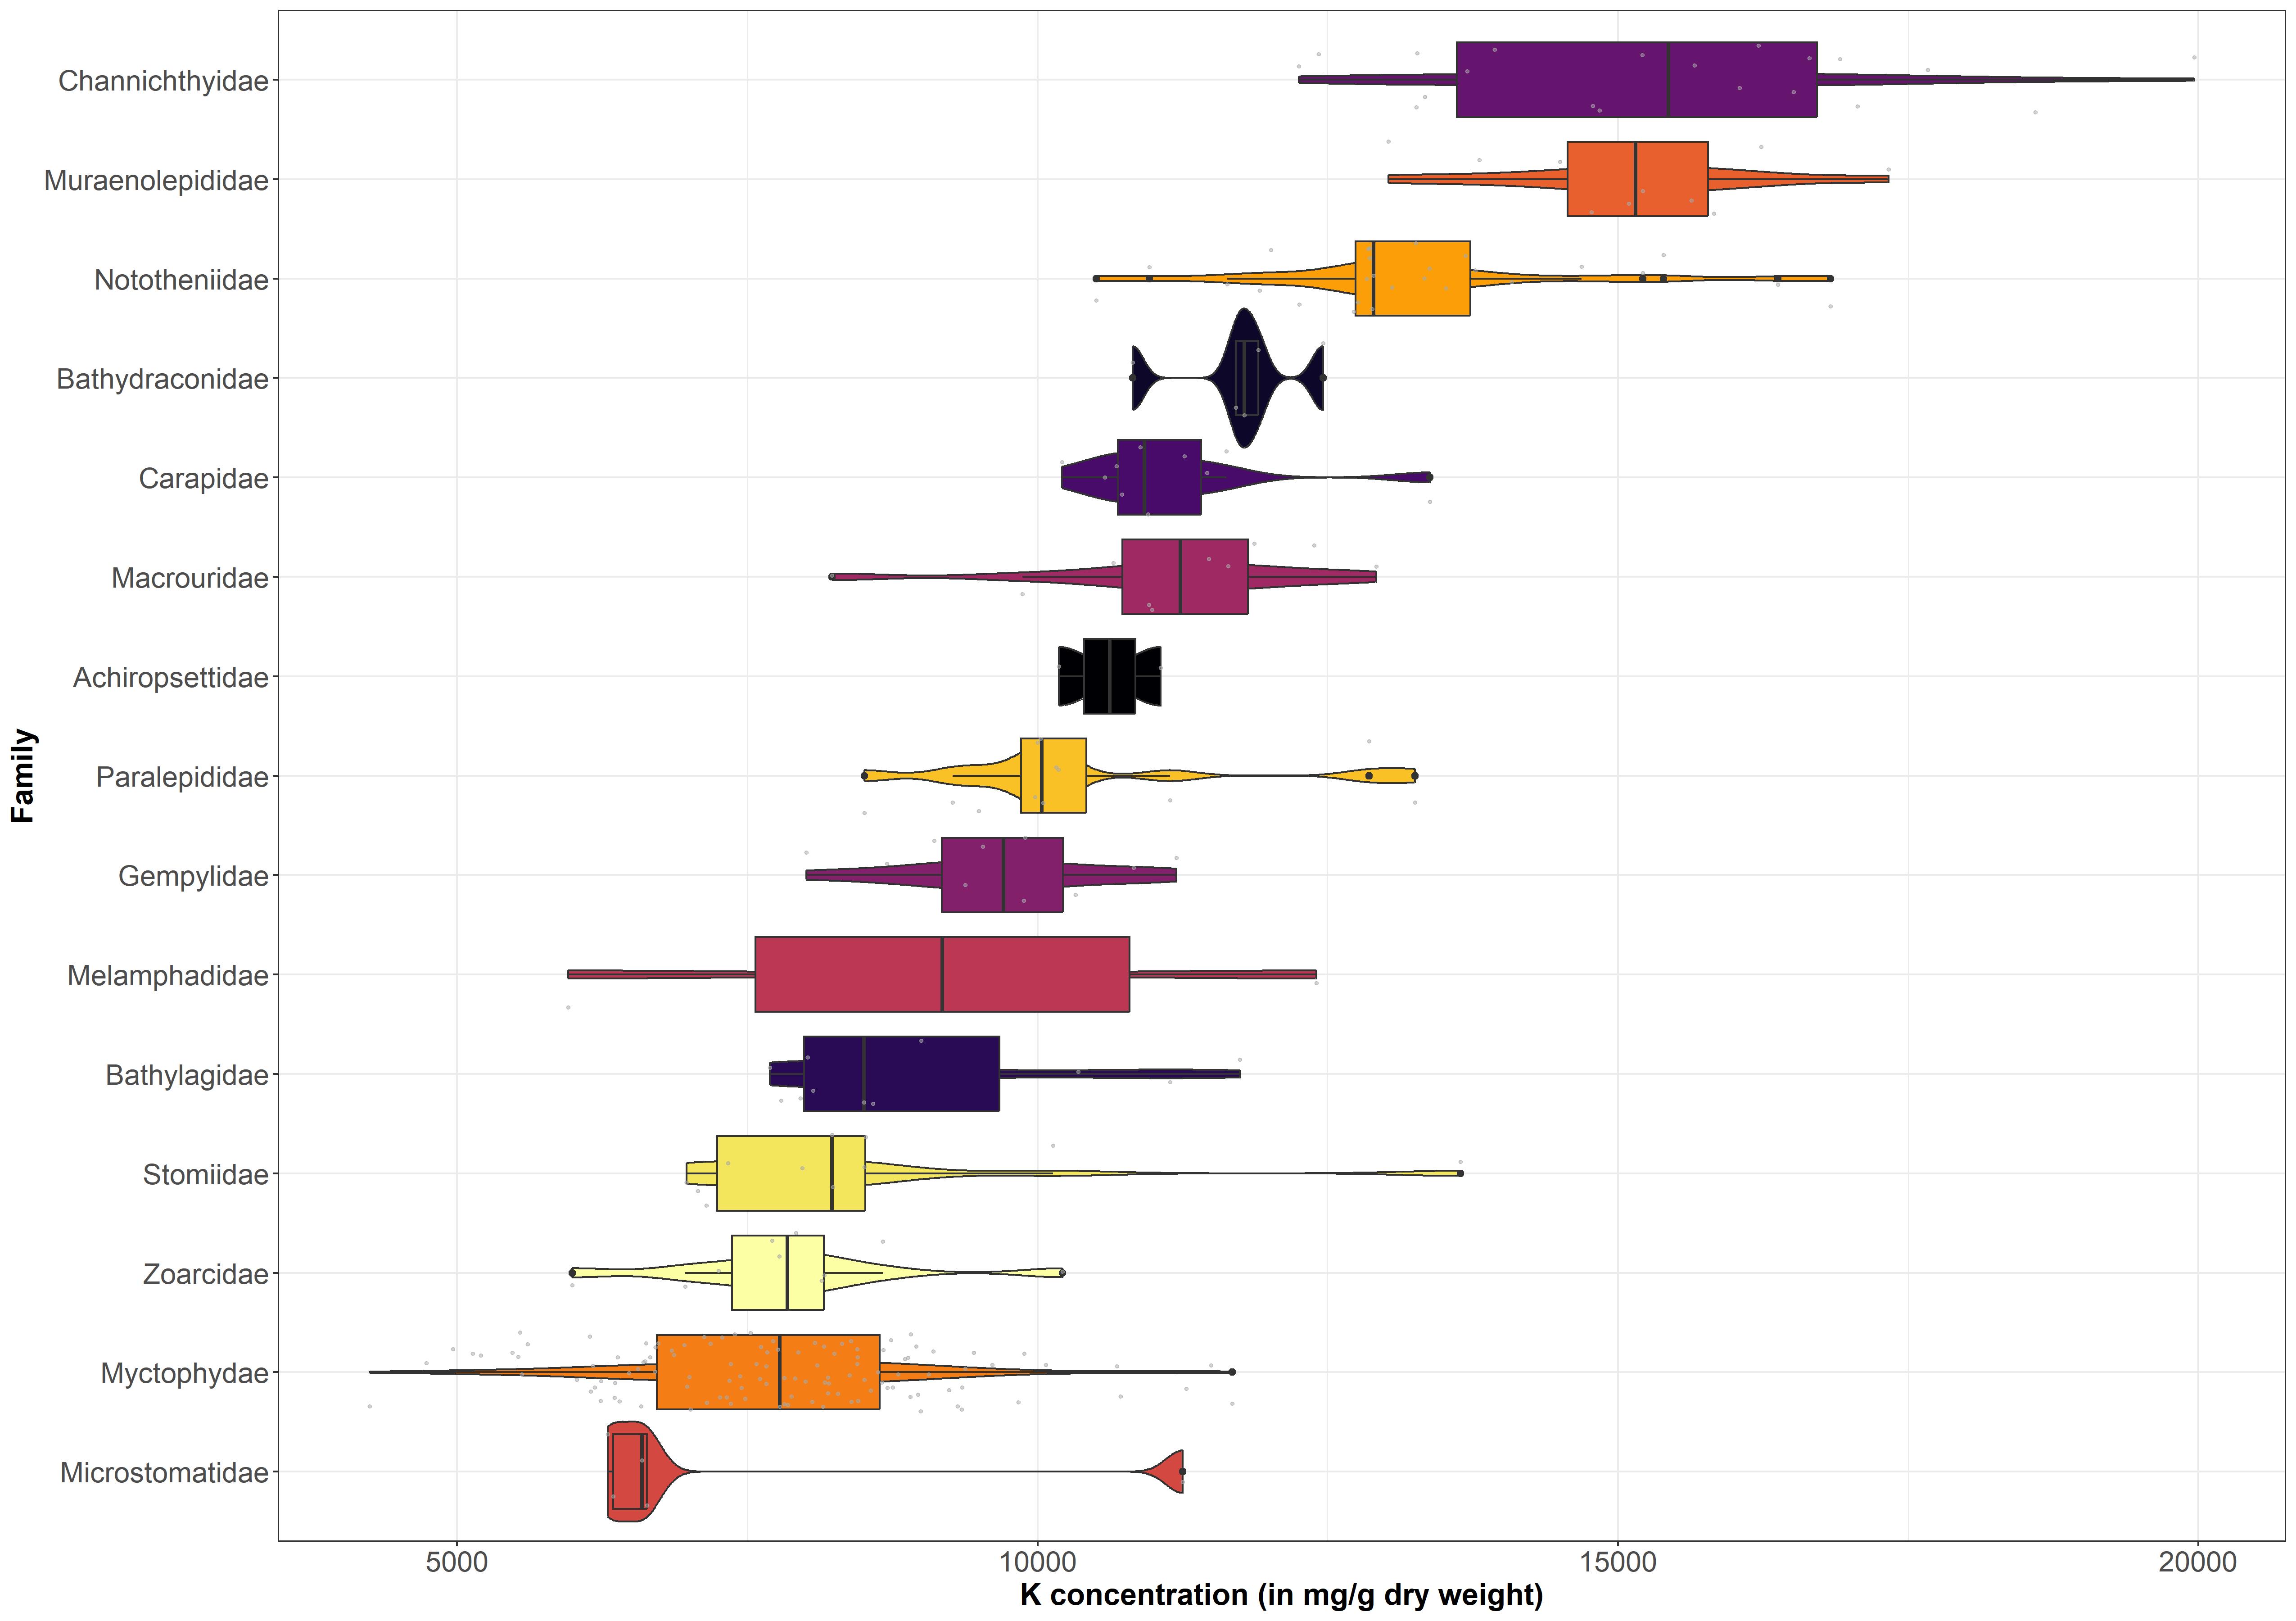 Channichthyidae
Muraenolepididae
Nototheniidae
Bathydraconidae
Carapidae
Macrouridae
Achiropsettidae
Paralepididae
Gempylidae
Melamphadidae
Bathylagidae
Stomiidae
Zoarcidae
Myctophydae
Microstomatidae
Family
5000 10000 15000 20000
K concentration (in mg/g dry weight)